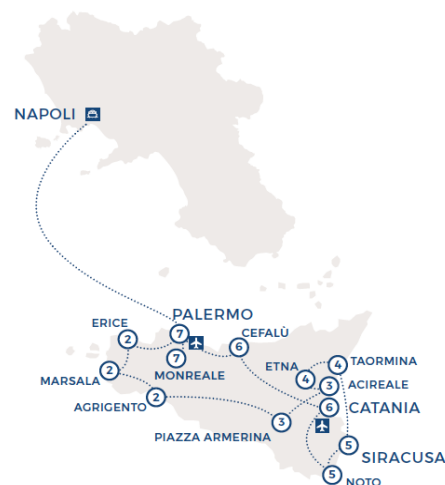 NAPOLI
PALERMO
7
ERICE
2
CEFALÙ
6
7
MONREALE
TAORMINA
4
ETNA
4
MARSALA
2
3
ACIREALE
AGRIGENTO
2
6
CATANIA
3
PIAZZA ARMERINA
5
SIRACUSA
5
NOTO